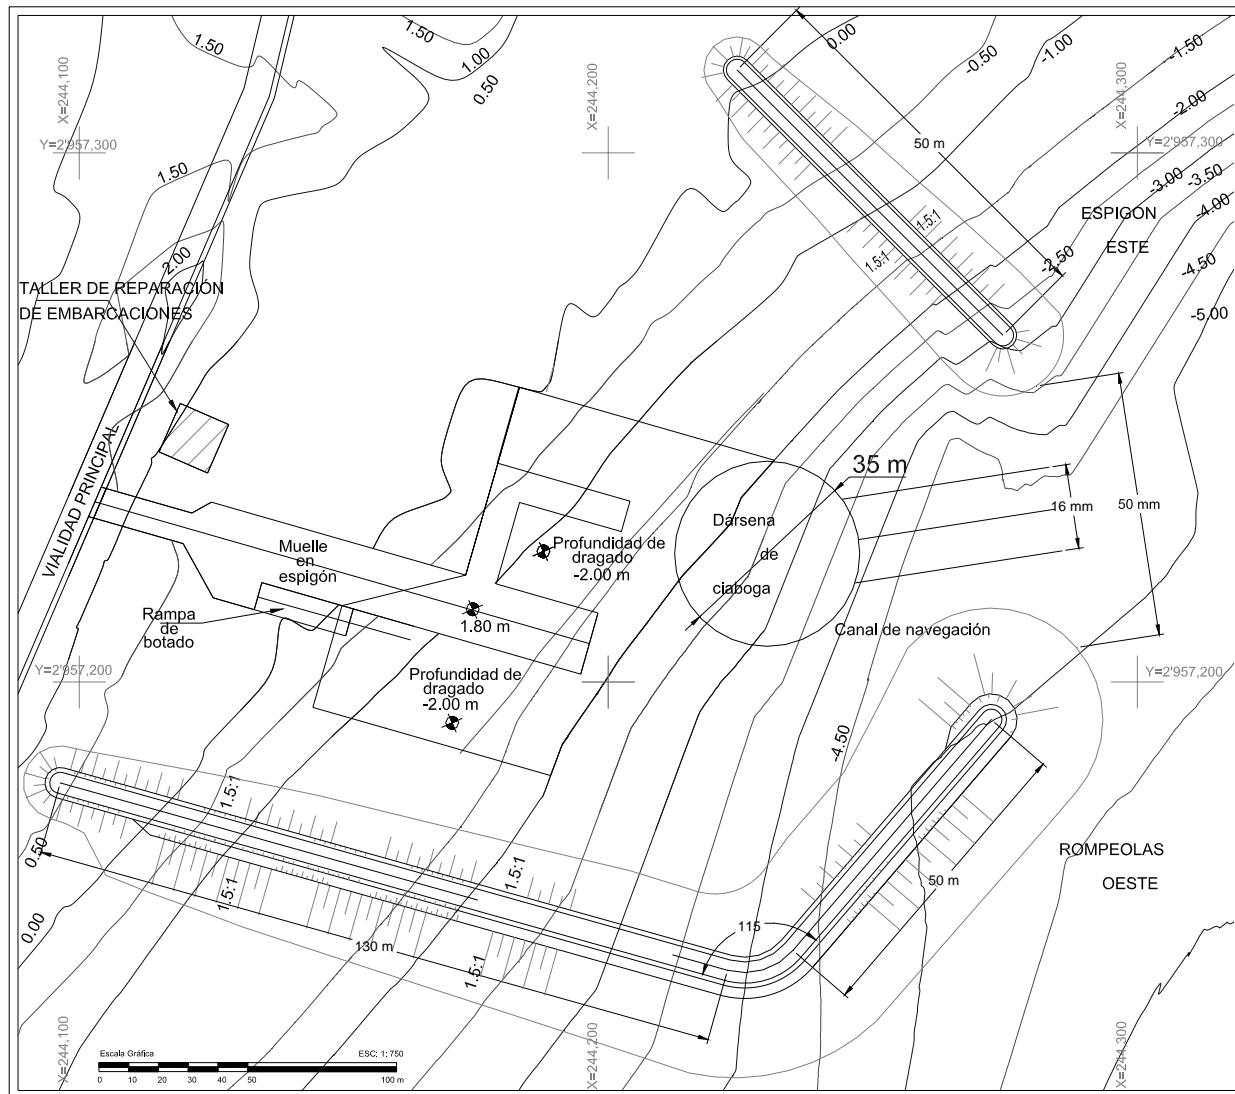 1.50
1.50
1.00
0.50
0.00
-0.50
-1.00
-1.50
X=244,100
X=244,200
X=244,300
Y=2'957,300
Y=2'957,300
-2.00
50 m
1.50
-3.00
-3.50
-4.00
ESPIGON
ESTE
1.5:1
1.5:1
2.00
-2.50
-4.50
-5.00
TALLER DE REPARACIÓN
DE EMBARCACIONES
VIALIDAD PRINCIPAL
35 m
16 mm
50 mm
Dársena
de
ciaboga
Muelle
en
espigón
Profundidad de
dragado
-2.00 m
Rampa
de
botado
1.80 m
Canal de navegación
Y=2'957,200
Y=2'957,200
Profundidad de
dragado
-2.00 m
-4.50
1.5:1
0.50
1.5:1
1.5:1
ROMPEOLAS
OESTE
50 m
0.00
115
130 m
1.5:1
X=244,100
X=244,200
X=244,300
Escala Gráfica
ESC: 1: 750
0 10 20 30 40 50 100 m